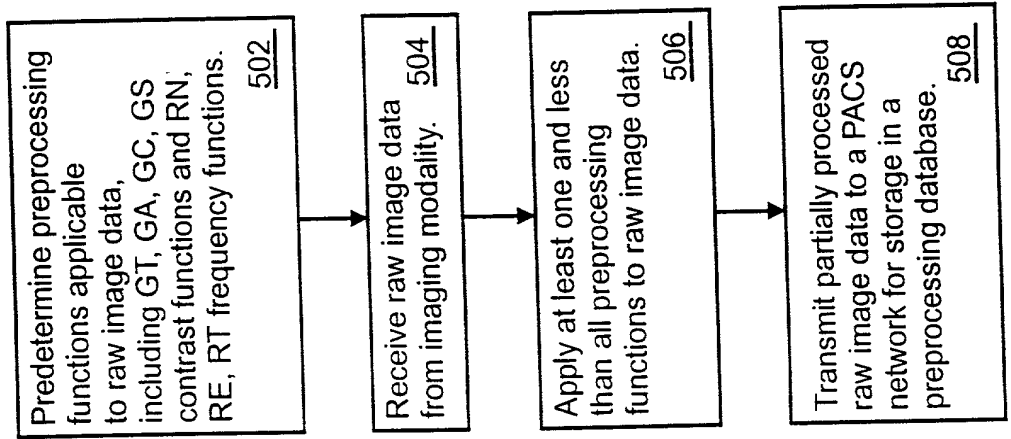 Predetermine preprocessing
functions applicable
to raw image data,
including GT, GA, GC, GS
contrast functions and RN,
RE, RT frequency functions.
502
Receive raw image data
from imaging modality. 504
Apply at least one and less
than all preprocessing
functions to raw image data.
506
Transmit partially processed
raw image data to a PACS
network for storage in a
preprocessing database.
508